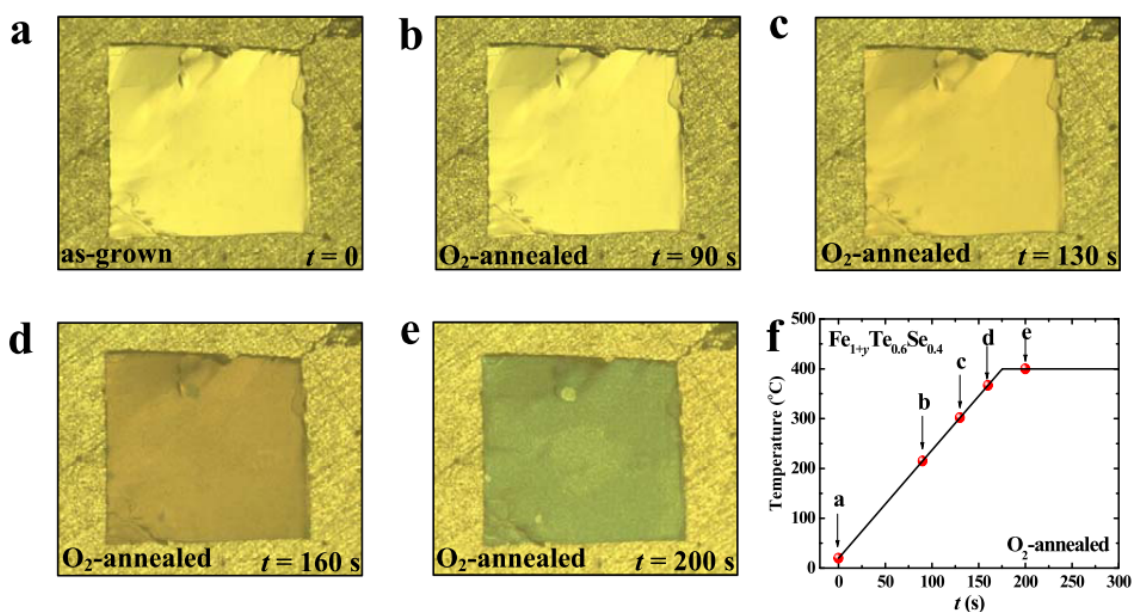 a
as-grown t = 0
b
O₂-annealed t = 90 s
c
O₂-annealed t = 130 s
d
O₂-annealed t = 160 s
e
O₂-annealed t = 200 s
f
Fe₁₊ᵧTe₀.₆Se₀.₄
500
400
300
200
100
0
Temperature (°C)
a
b
c
d
e
O₂-annealed
0 50 100 150 200 250 300
t (s)